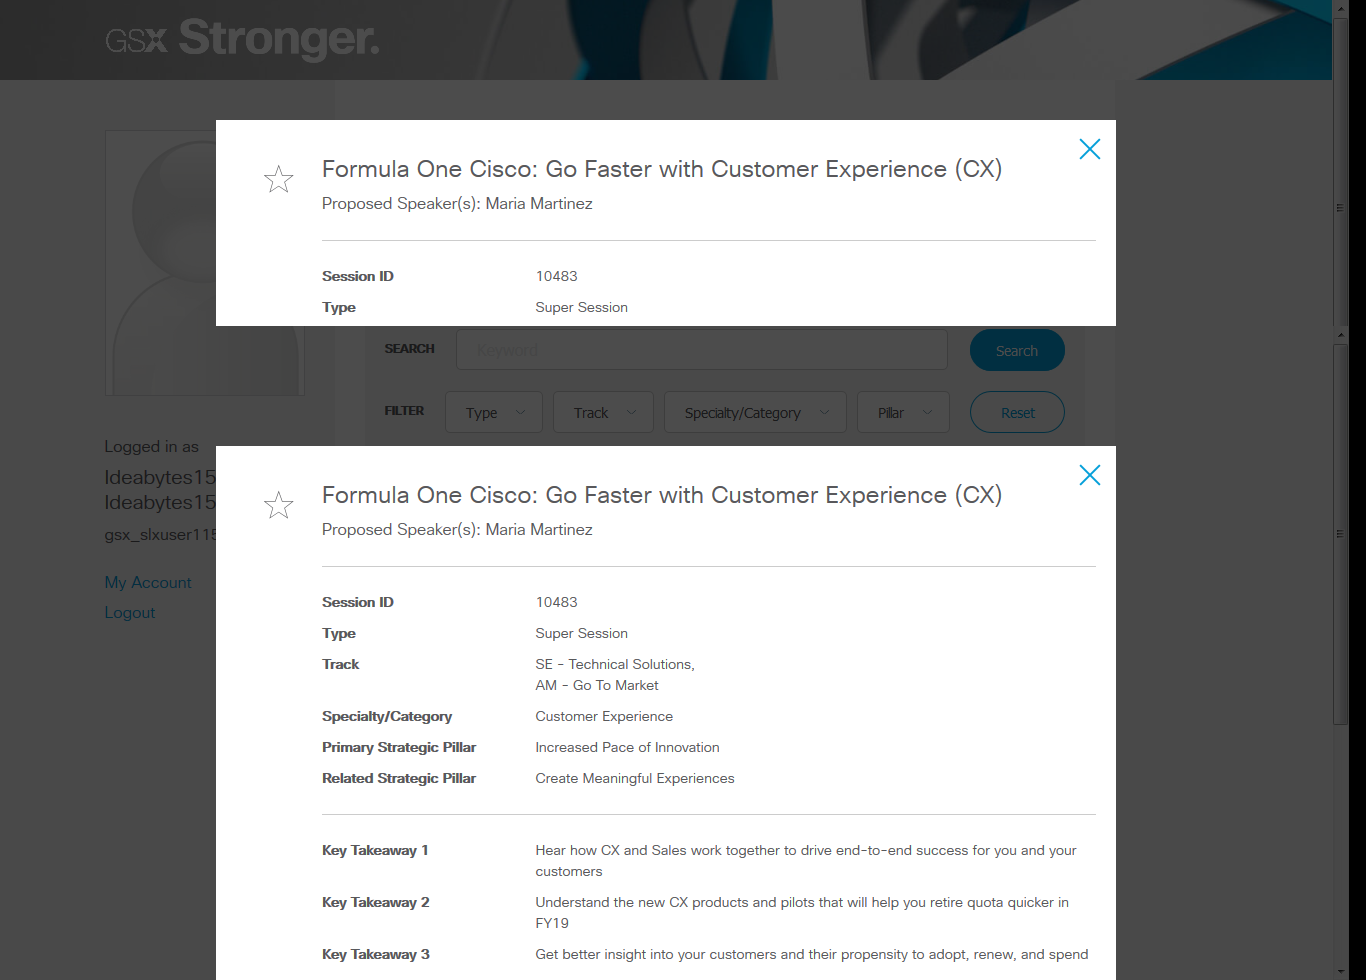 GSX Stronger.
Formula One Cisco: Go Faster with Customer Experience (CX)
Proposed Speaker(s): Maria Martinez
Session ID 10483
Type Super Session
SEARCH Keyword Search
FILTER Type Track Specialty/Category Pillar Reset
Logged in as
Ideabytes15
Ideabytes15
gsx_slxuser115
My Account
Logout
Formula One Cisco: Go Faster with Customer Experience (CX)
Proposed Speaker(s): Maria Martinez
Session ID 10483
Type Super Session
Track SE - Technical Solutions,
AM - Go To Market
Specialty/Category Customer Experience
Primary Strategic Pillar Increased Pace of Innovation
Related Strategic Pillar Create Meaningful Experiences
Key Takeaway 1 Hear how CX and Sales work together to drive end-to-end success for you and your
customers
Key Takeaway 2 Understand the new CX products and pilots that will help you retire quota quicker in
FY19
Key Takeaway 3 Get better insight into your customers and their propensity to adopt, renew, and spend